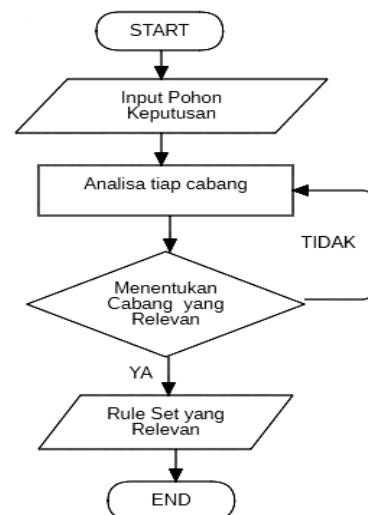 START
Input Pohon
Keputusan
Analisa tiap cabang
TIDAK
Menentukan
Cabang yang
Relevan
YA
Rule Set yang
Relevan
END